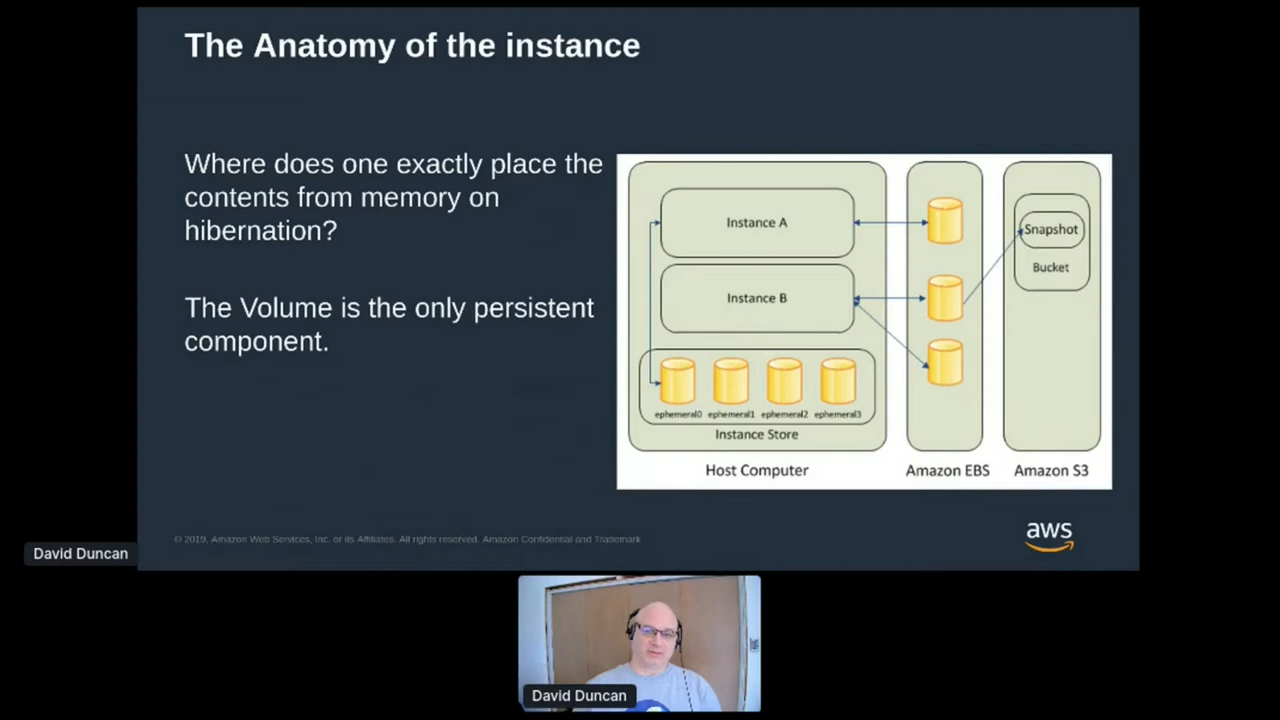 The Anatomy of the instance
Where does one exactly place the
contents from memory on
hibernation?
The Volume is the only persistent
component.
Instance A
Instance B
ephemeral0 ephemeral1 ephemeral2 ephemeral3
Instance Store
Host Computer
Amazon EBS
Snapshot
Bucket
Amazon S3
© 2019, Amazon Web Services, Inc. or its Affiliates. All rights reserved. Amazon Confidential and Trademark
aws
David Duncan
David Duncan